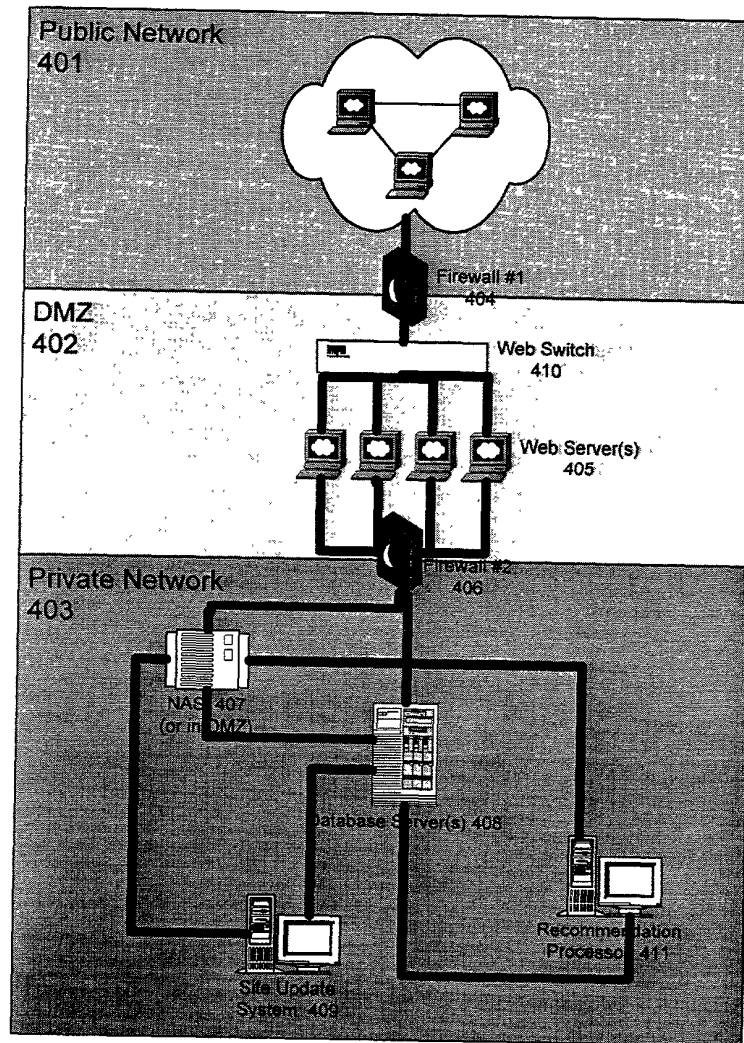 Public Network
401
Firewall #1
404
DMZ
402
Web Switch
410
Web Server(s)
405
Firewall #2
406
Private Network
403
NAS 407
(or in DMZ)
Database Server(s) 408
Recommendation
Processor 411
Site Update
System 409